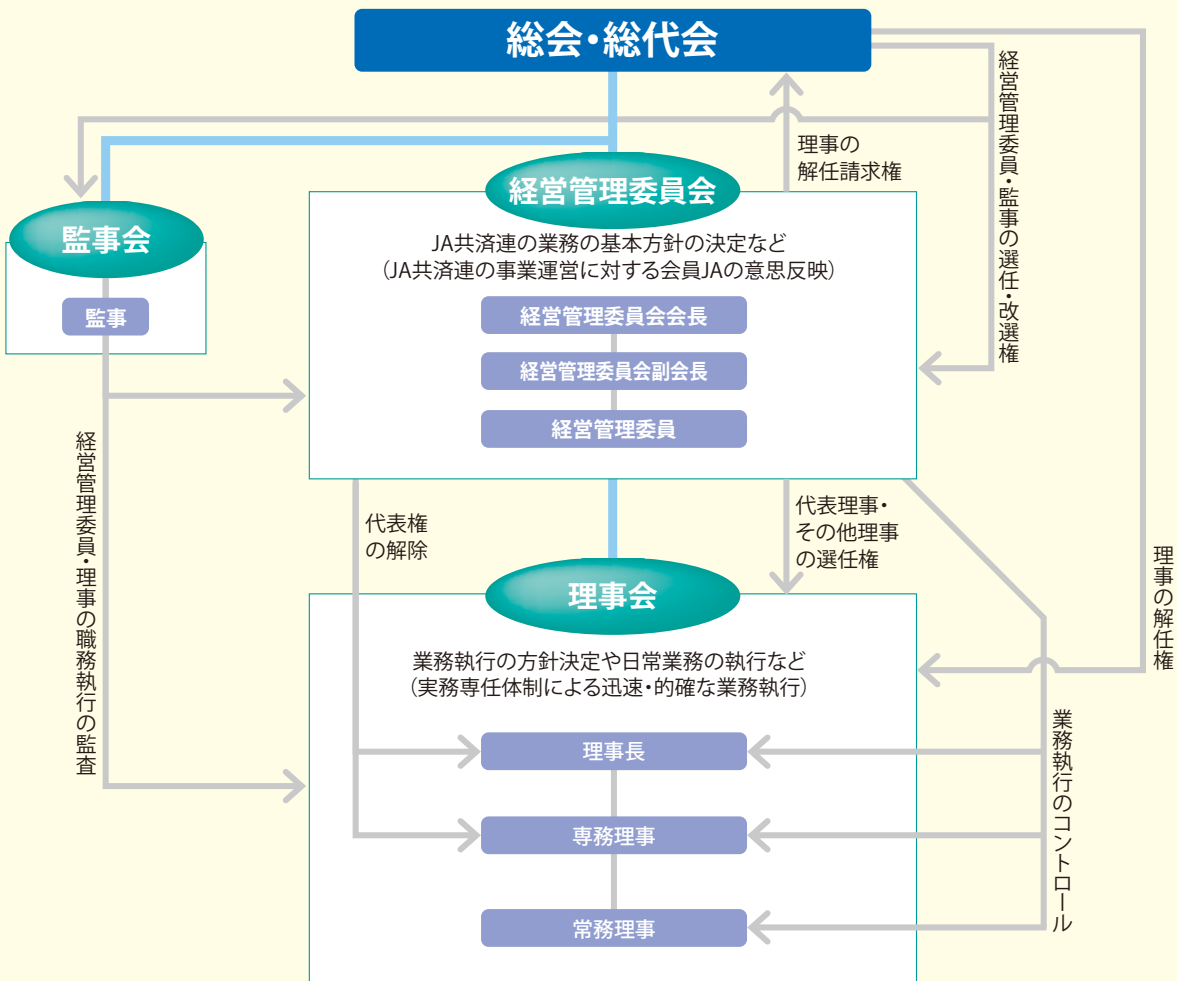 総会・総代会
経営管理委員・監事の選任・改選権
理事の
解任請求権
経営管理委員会
JA共済連の業務の基本方針の決定など
（JA共済連の事業運営に対する会員JAの意思反映）
経営管理委員会会長
経営管理委員会副会長
経営管理委員
監事会
監事
経営管理委員・理事の職務執行の監査
代表権
の解除
代表理事・
その他理事
の選任権
理事の解任権
理事会
業務執行の方針決定や日常業務の執行など
（実務専任体制による迅速・的確な業務執行）
理事長
専務理事
常務理事
業務執行のコントロール